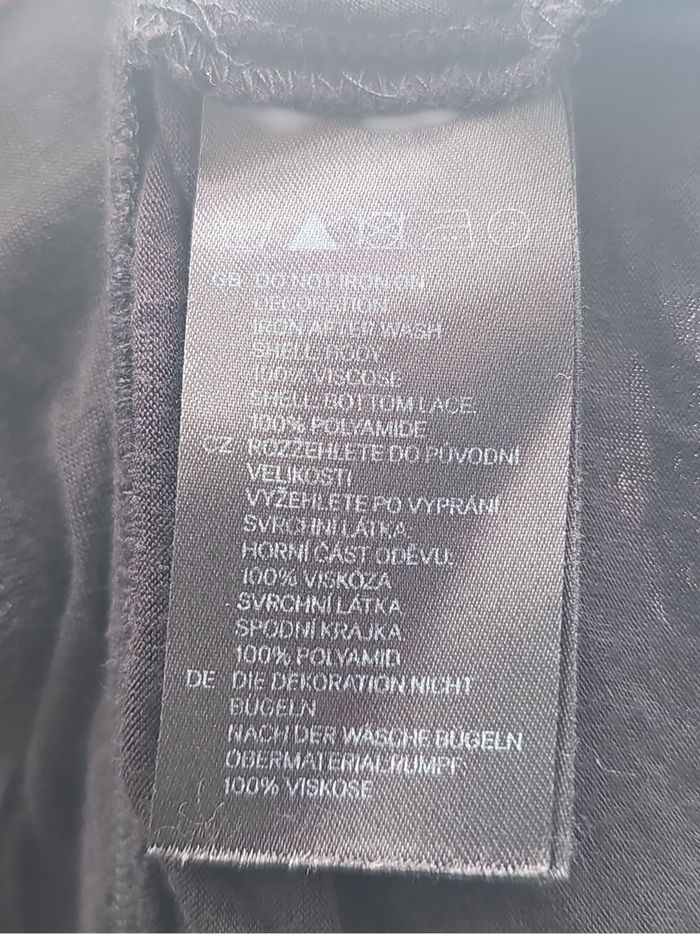 GB DO NOT IRON ON
DECORATION
IRON AFTER WASH
SHELL: BODY
100% VISCOSE
SHELL: BOTTOM LACE:
100% POLYAMIDE
CZ ROZŽEHLETE DO PŮVODNÍ
VELIKOSTI
VYŽEHLETE PO VYPRÁNÍ
SVRCHNÍ LÁTKA
HORNÍ ČÁST ODĚVU:
100% VISKÓZA
SVRCHNÍ LÁTKA
SPODNÍ KRAJKA
100% POLYAMID
DE DIE DEKORATION NICHT
BÜGELN
NACH DER WÄSCHE BÜGELN
OBERMATERIAL RUMPF
100% VISKOSE